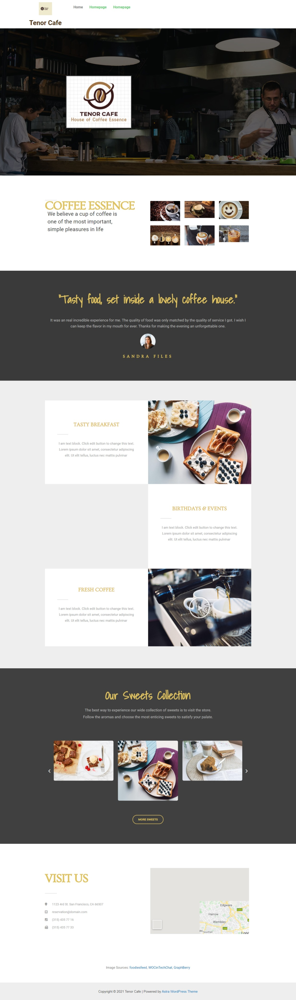 Tenor Cafe
Home Homepage Homepage
Tenor Cafe
TENOR CAFE
House of Coffee Essence
COFFEE ESSENCE
We believe a cup of coffee is
one of the most important,
simple pleasures in life
"Tasty food, set inside a lovely coffee house."
It was an real incredible experience for me. The quality of food was only matched by the quality of service I got. I wish I
can keep the flavor in my mouth for ever. Thanks for making the evening an unforgettable one.
SANDRA FILES
TASTY BREAKFAST
I am text block. Click edit button to change this text.
Lorem ipsum dolor sit amet, consectetur adipiscing
elit. Ut elit tellus, luctus nec mattis pulvinar
BIRTHDAYS & EVENTS
I am text block. Click edit button to change this text.
Lorem ipsum dolor sit amet, consectetur adipiscing
elit. Ut elit tellus, luctus nec mattis pulvinar
FRESH COFFEE
I am text block. Click edit button to change this text.
Lorem ipsum dolor sit amet, consectetur adipiscing
elit. Ut elit tellus, luctus nec mattis pulvinar
Our Sweets Collection
The best way to experience our wide collection of sweets is to visit the store.
Follow the aromas and choose the most enticing sweets to satisfy your palate.
MORE SWEETS
VISIT US
1123 4rd St. San Francisco, CA 66507
reservation@domain.com
(315) 435 77 16
(315) 435 77 33
Edgware
Harrow
Wembley
A40
es Southall
Lond
Image Sources: foodiesfeed, WOCinTechChat, GraphBerry
Copyright © 2021 Tenor Cafe | Powered by Astra WordPress Theme